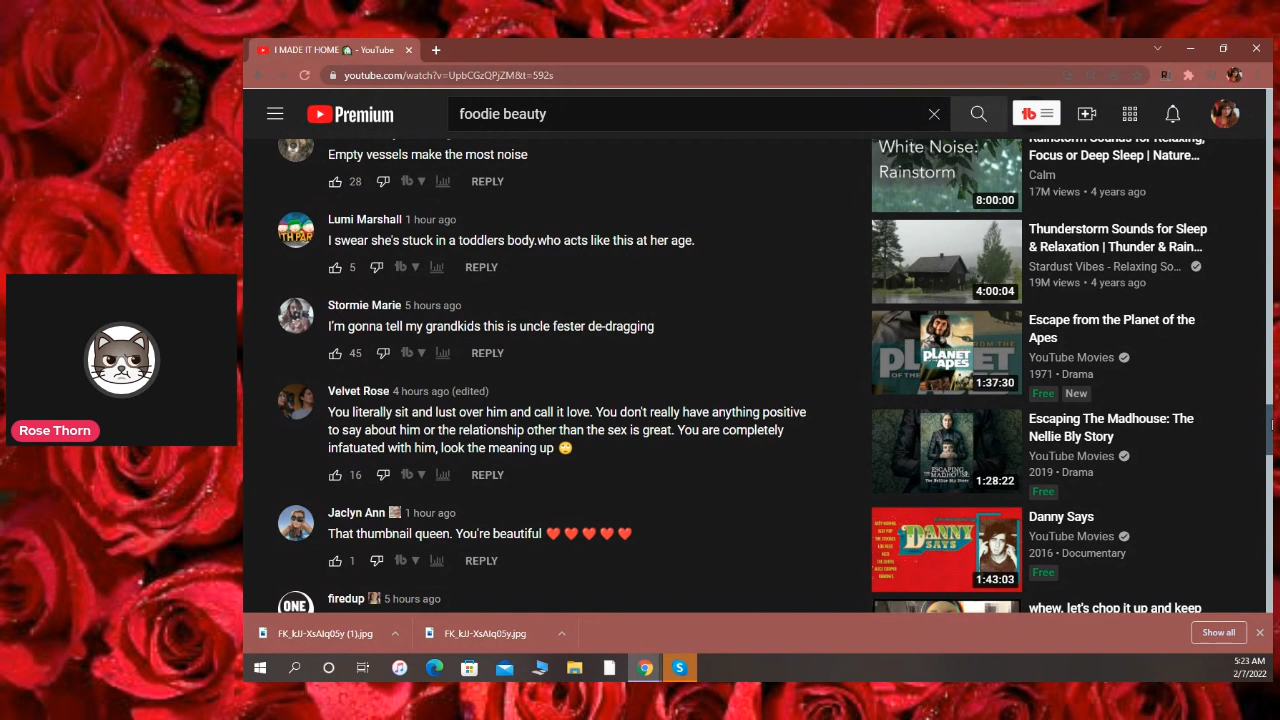 I MADE IT HOME 🏠 - YouTube
youtube.com/watch?v=UpbCGzQPjZM&t=592s
Premium
foodie beauty
Empty vessels make the most noise
28
REPLY
Lumi Marshall 1 hour ago
I swear she's stuck in a toddlers body.who acts like this at her age.
5
REPLY
Stormie Marie 5 hours ago
I'm gonna tell my grandkids this is uncle fester de-dragging
45
REPLY
Velvet Rose 4 hours ago (edited)
You literally sit and lust over him and call it love. You don't really have anything positive
to say about him or the relationship other than the sex is great. You are completely
infatuated with him, look the meaning up 🙄
16
REPLY
Jaclyn Ann 1 hour ago
That thumbnail queen. You're beautiful ❤️❤️❤️❤️❤️
1
REPLY
ONE
firedup 5 hours ago
White Noise:
Rainstorm
8:00:00
Rainstorm Sounds for Relaxing,
Focus or Deep Sleep | Nature...
Calm
17M views • 4 years ago
4:00:04
Thunderstorm Sounds for Sleep
& Relaxation | Thunder & Rain...
Stardust Vibes - Relaxing So...
19M views • 4 years ago
PLANET
APES
1:37:30
Escape from the Planet of the
Apes
YouTube Movies
1971 • Drama
Free New
ESCAPING
THE MADHOUSE
1:28:22
Escaping The Madhouse: The
Nellie Bly Story
YouTube Movies
2019 • Drama
Free
DANNY
SAYS
1:43:03
Danny Says
YouTube Movies
2016 • Documentary
Free
whew. let's chop it up and keep
Rose Thorn
FK_kJJ-XsAIq05y (1).jpg
FK_kJJ-XsAIq05y.jpg
Show all
5:23 AM
2/7/2022